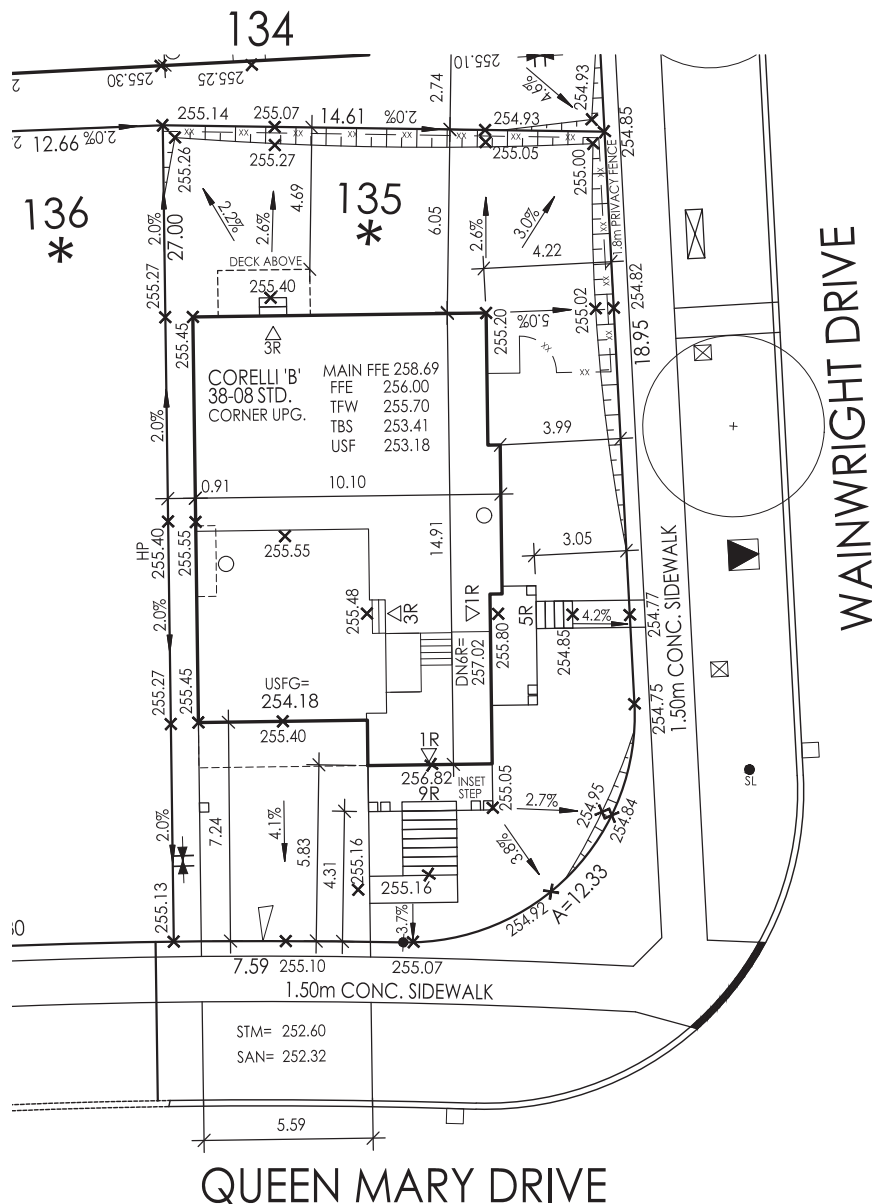 134
255.30
255.25
2.74
255.10
4.6%
254.93
255.14
255.07
14.61
2.0%
254.93
254.85
12.66
2.0%
255.26
255.27
255.05
255.00
1.8m PRIVACY FENCE
XX
136
*
2.0%
27.00
2.2%
2.6%
4.69
135
*
6.05
2.6%
3.0%
4.22
DECK ABOVE
255.27
255.40
255.45
255.20
5.0%
255.02
254.82
18.95
3R
CORELLI 'B'
38-08 STD.
CORNER UPG.
MAIN FFE 258.69
FFE 256.00
TFW 255.70
TBS 253.41
USF 253.18
XX
XX
2.0%
3.99
WAINWRIGHT DRIVE
0.91
10.10
HP
255.40
255.55
255.55
14.91
3.05
2.0%
255.48
3R
1R
255.80
5R
254.85
4.2%
254.77
1.50m CONC. SIDEWALK
DN6R=
257.02
255.27
255.45
USFG=
254.18
255.40
254.75
1R
256.82
INSET
STEP
9R
255.05
2.7%
254.95
254.84
SL
2.0%
7.24
4.1%
5.83
4.31
255.16
255.16
3.8%
254.92
A=12.33
255.13
3.7%
7.59
255.10
255.07
1.50m CONC. SIDEWALK
STM= 252.60
SAN= 252.32
5.59
QUEEN MARY DRIVE